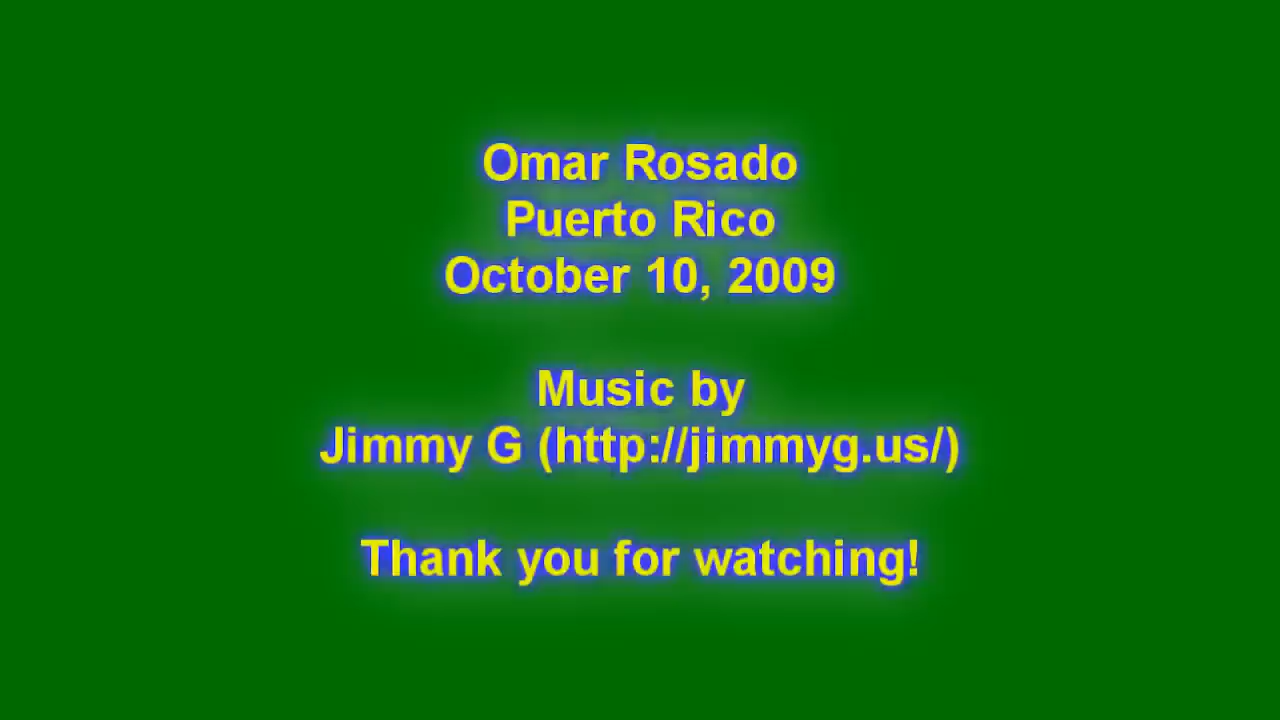 Omar Rosado
Puerto Rico
October 10, 2009
Music by
Jimmy G (http://jimmyg.us/)
Thank you for watching!